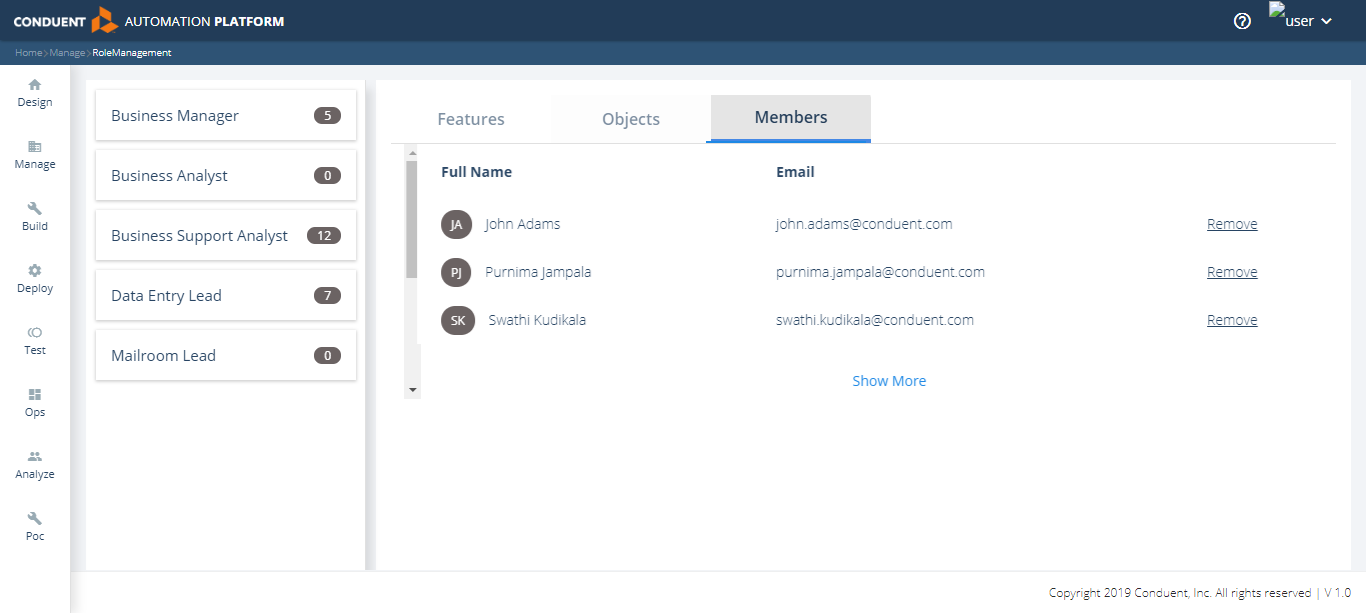 CONDUENT AUTOMATION PLATFORM
user
Home>Manage>RoleManagement
Design
Manage
Build
Deploy
Test
Ops
Analyze
Poc
Business Manager 5
Business Analyst 0
Business Support Analyst 12
Data Entry Lead 7
Mailroom Lead 0
Features Objects Members
Full Name Email
JA John Adams john.adams@conduent.com Remove
PJ Purnima Jampala purnima.jampala@conduent.com Remove
SK Swathi Kudikala swathi.kudikala@conduent.com Remove
Show More
Copyright 2019 Conduent, Inc. All rights reserved | V 1.0